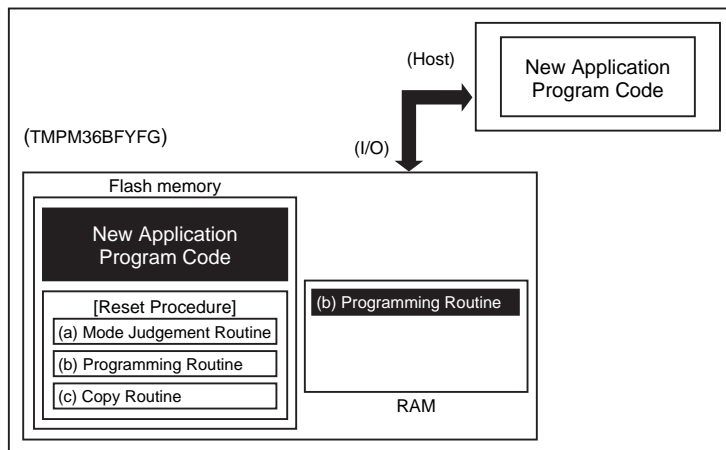 (Host)
New Application
Program Code
(TMPM36BFYFG)
(I/O)
Flash memory
New Application
Program Code
[Reset Procedure]
(a) Mode Judgement Routine
(b) Programming Routine
(c) Copy Routine
(b) Programming Routine
RAM